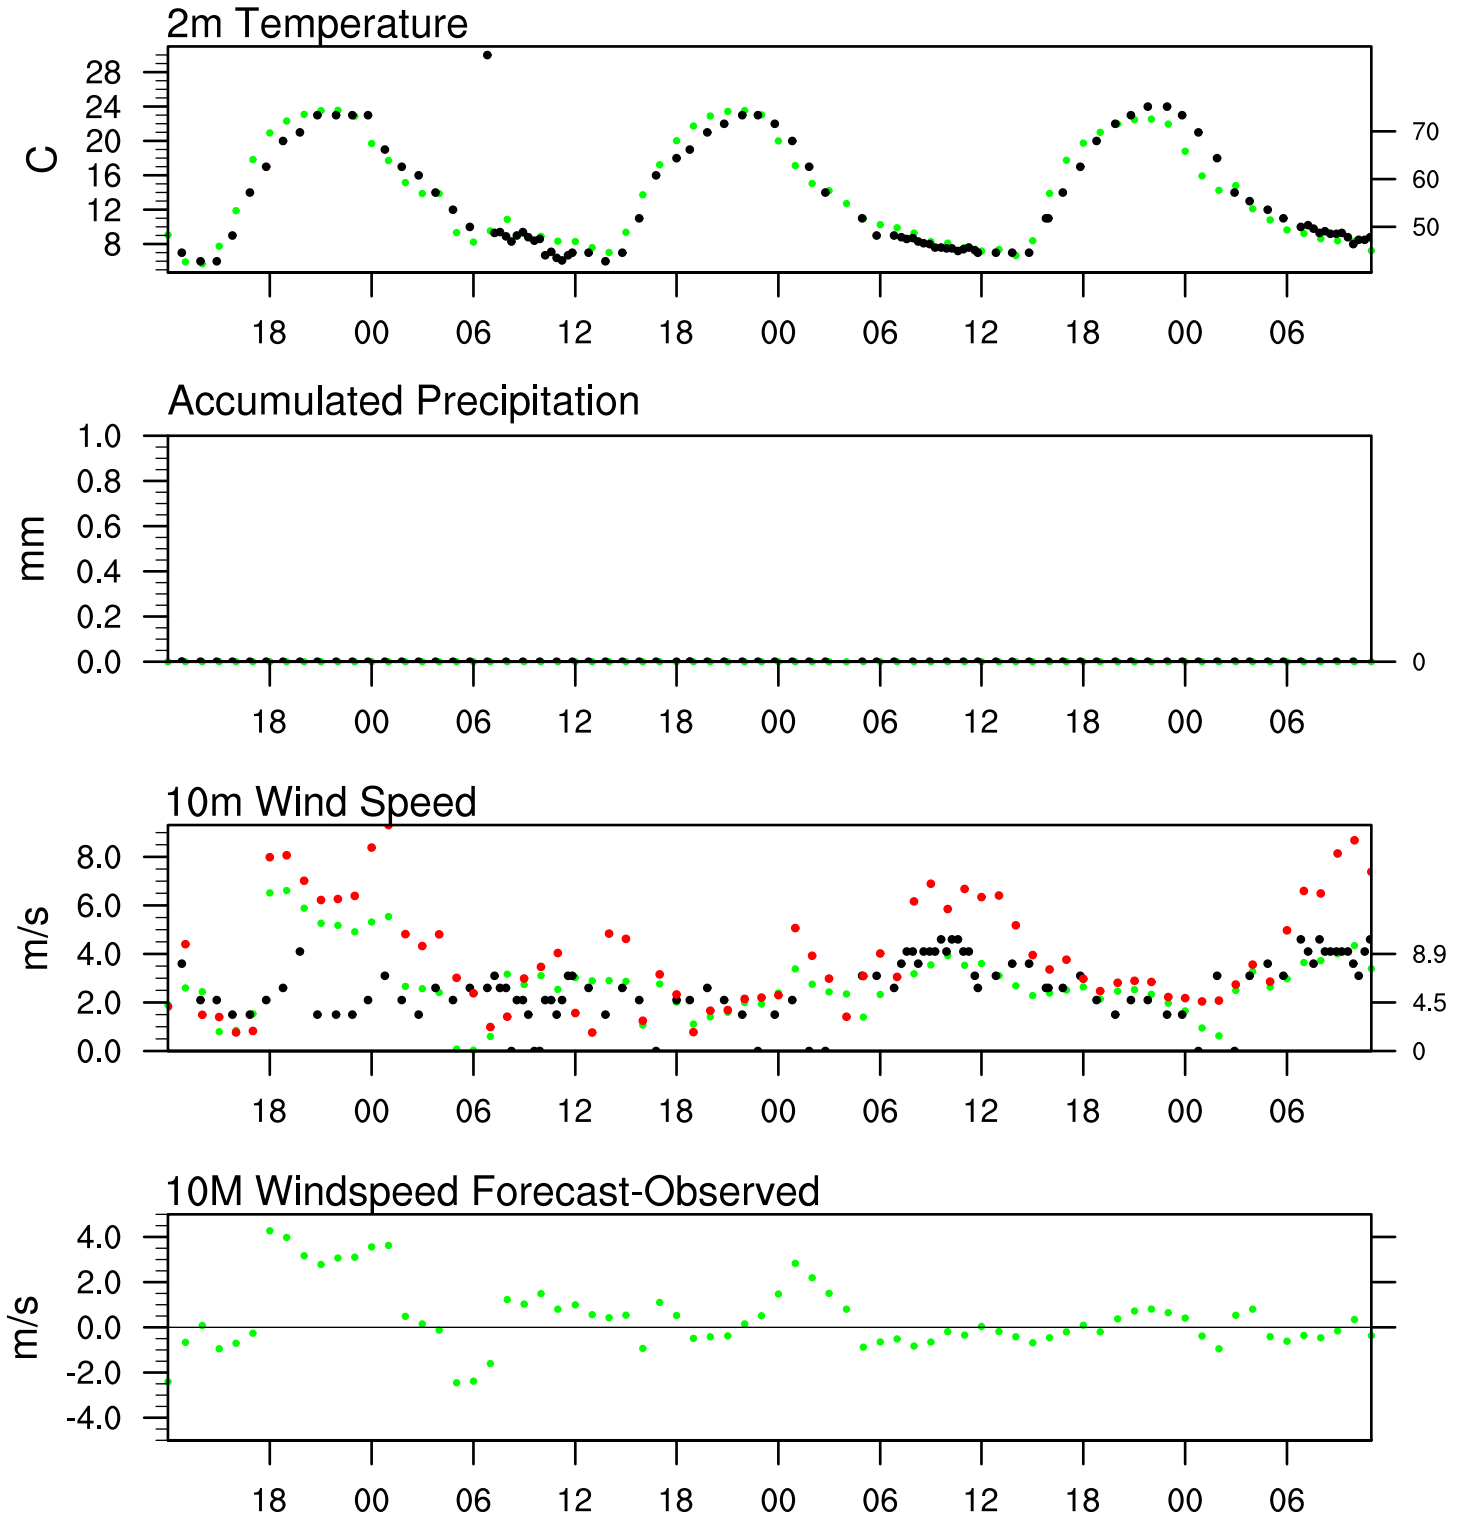 2m Temperature
28
24
20
16
12
8
C
70
60
50
18 00 06 12 18 00 06 12 18 00 06
Accumulated Precipitation
1.0
0.8
0.6
0.4
0.2
0.0
mm
0
18 00 06 12 18 00 06 12 18 00 06
10m Wind Speed
8.0
6.0
4.0
2.0
0.0
m/s
8.9
4.5
0
18 00 06 12 18 00 06 12 18 00 06
10M Windspeed Forecast-Observed
4.0
2.0
0.0
-2.0
-4.0
m/s
18 00 06 12 18 00 06 12 18 00 06